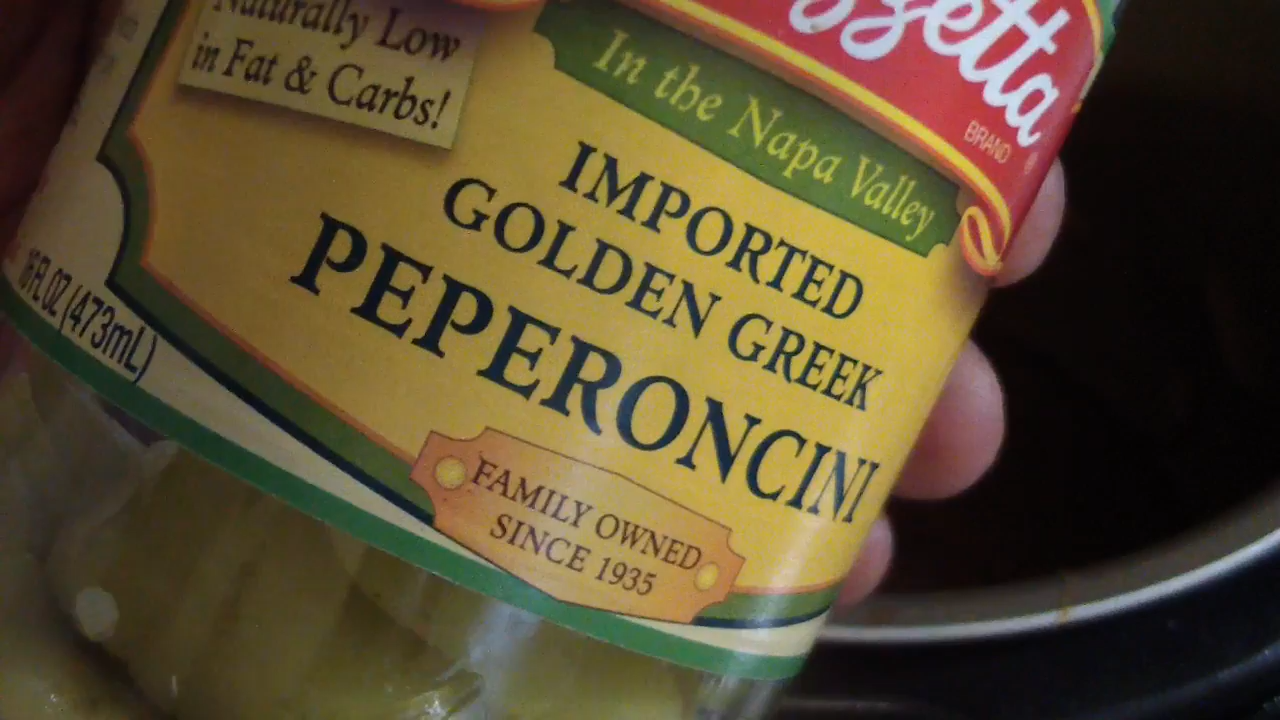 Naturally Low
in Fat & Carbs!
zetta
BRAND
In the Napa Valley
IMPORTED
GOLDEN GREEK
PEPERONCINI
FAMILY OWNED
SINCE 1935
16 FL OZ (473mL)